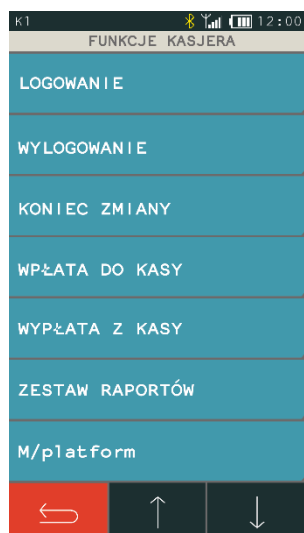 K1 12:00
FUNKCJE KASJERA
LOGOWANIE
WYLOGOWANIE
KONIEC ZMIANY
WPŁATA DO KASY
WYPŁATA Z KASY
ZESTAW RAPORTÓW
M/platform